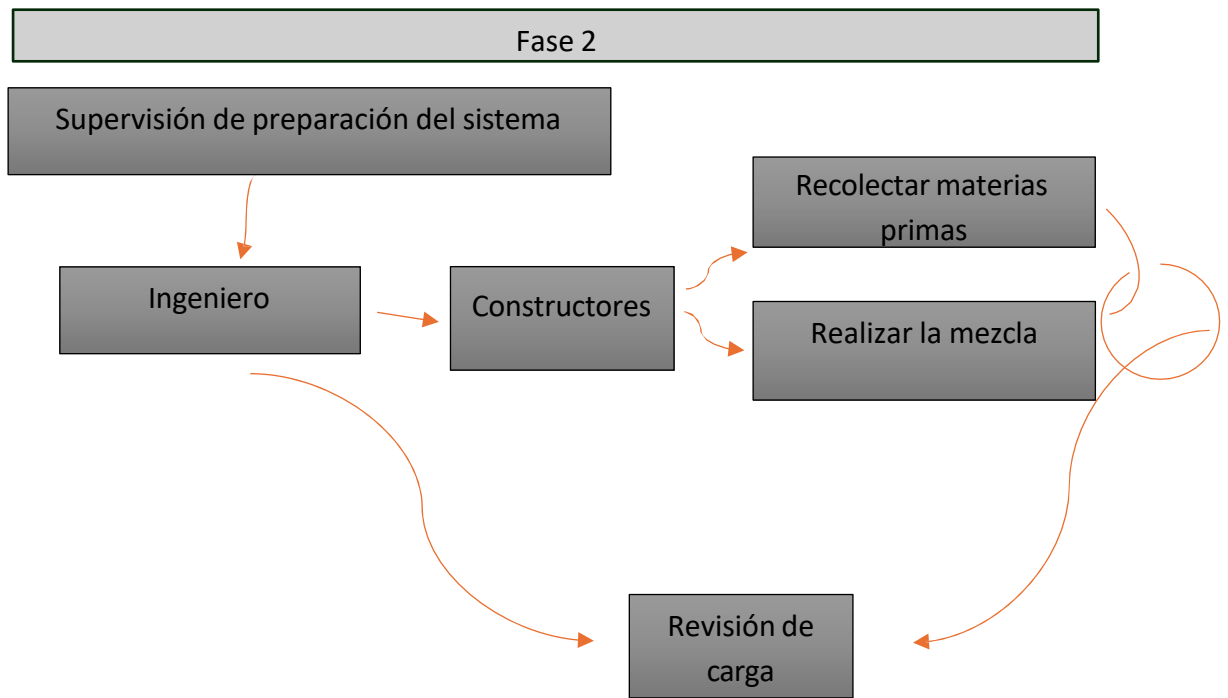 Fase 2
Supervisión de preparación del sistema
Recolectar materias
primas
Ingeniero
Constructores
Realizar la mezcla
Revisión de
carga